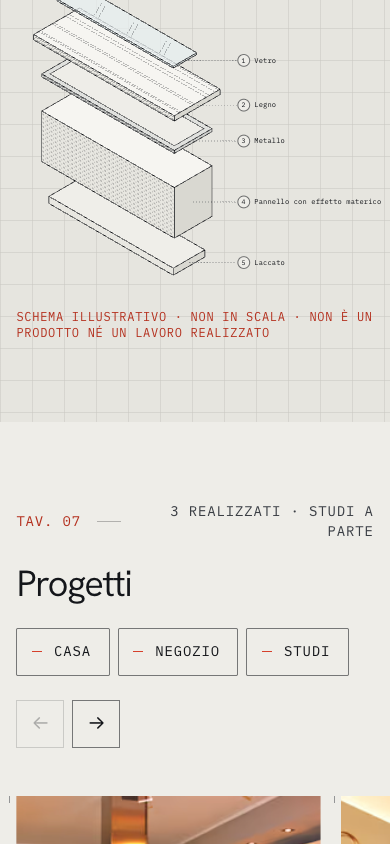 1 Vetro
2 Legno
3 Metallo
4 Pannello con effetto materico
5 Laccato
SCHEMA ILLUSTRATIVO · NON IN SCALA · NON È UN
PRODOTTO NÉ UN LAVORO REALIZZATO
TAV. 07
3 REALIZZATI · STUDI A
PARTE
Progetti
— CASA
— NEGOZIO
— STUDI
← →